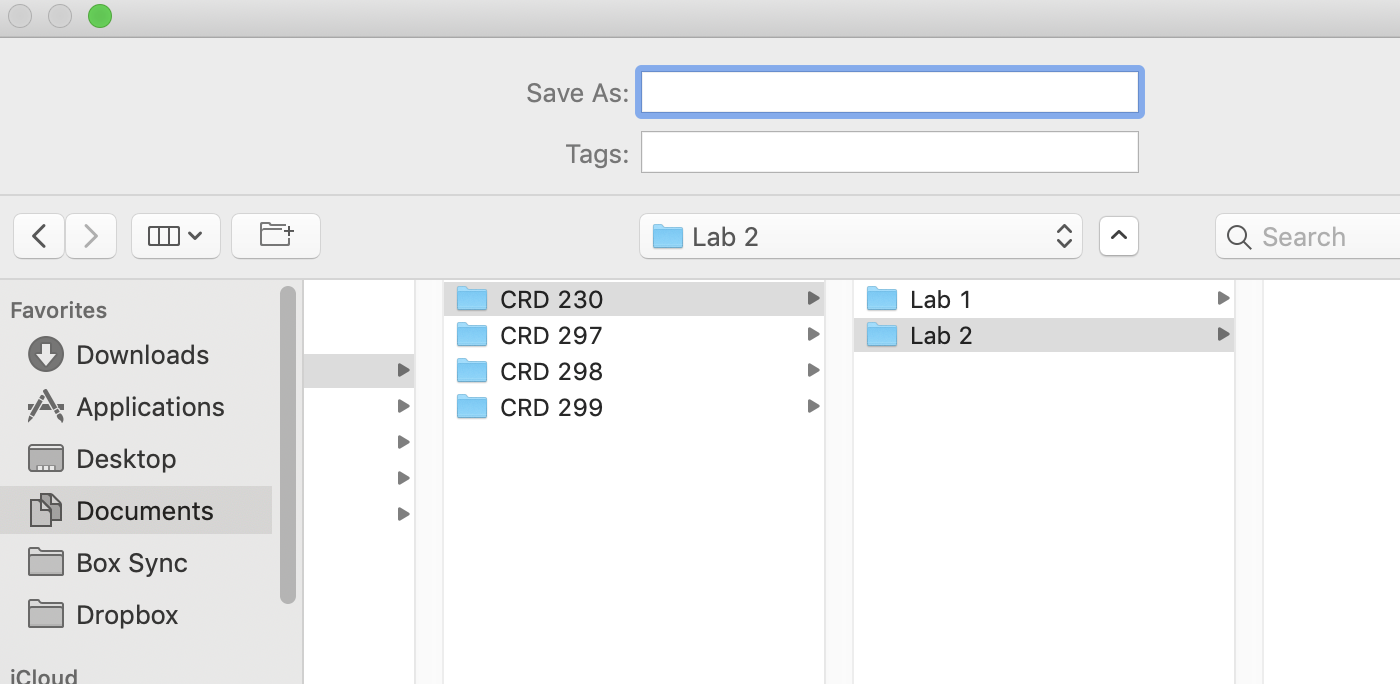 Save As:
Tags:
Lab 2
Search
Favorites
Downloads
Applications
Desktop
Documents
Box Sync
Dropbox
iCloud
CRD 230
CRD 297
CRD 298
CRD 299
Lab 1
Lab 2